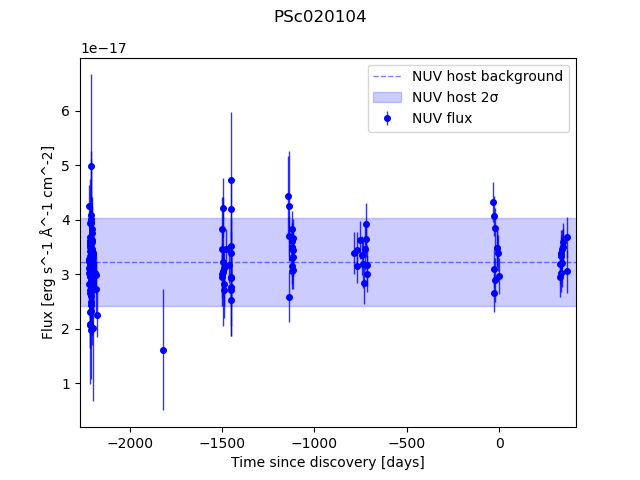 PSc020104
1e−17
NUV host background
NUV host 2σ
NUV flux
6
5
4
3
2
1
Flux [erg s^-1 Å^-1 cm^-2]
−2000 −1500 −1000 −500 0
Time since discovery [days]